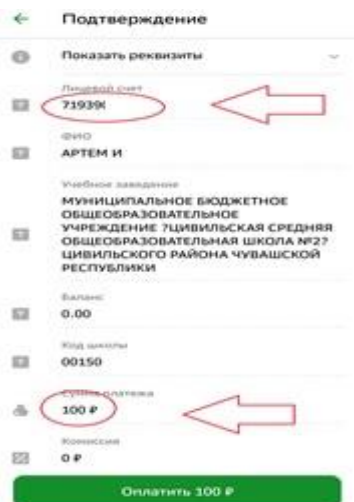 Подтверждение
Показать реквизиты
Лицевой счет
71939
ФИО
АРТЕМ И
Учебное заведение
МУНИЦИПАЛЬНОЕ БЮДЖЕТНОЕ
ОБЩЕОБРАЗОВАТЕЛЬНОЕ
УЧРЕЖДЕНИЕ ?ЦИВИЛЬСКАЯ СРЕДНЯЯ
ОБЩЕОБРАЗОВАТЕЛЬНАЯ ШКОЛА №2?
ЦИВИЛЬСКОГО РАЙОНА ЧУВАШСКОЙ
РЕСПУБЛИКИ
Баланс
0.00
Код школы
00150
Сумма платежа
100 ₽
Комиссия
0 ₽
Оплатить 100 ₽